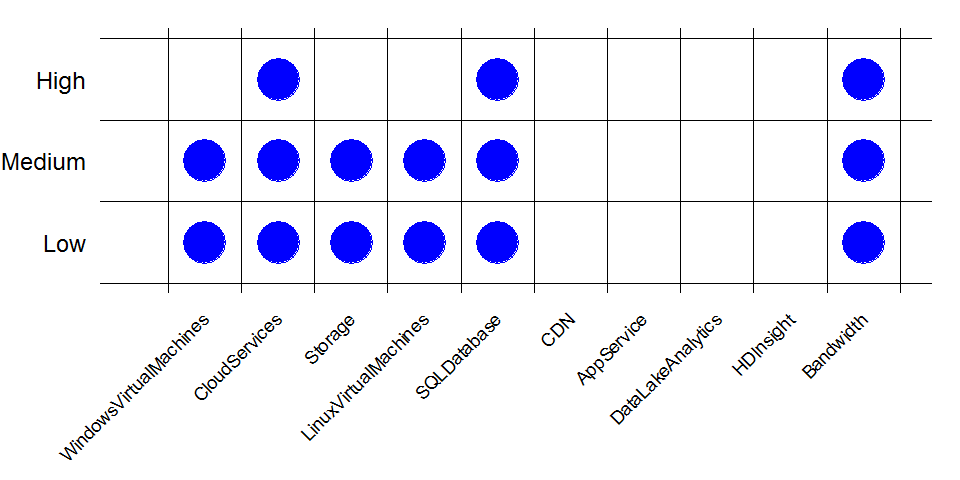 High
Medium
Low
WindowsVirtualMachines
CloudServices
Storage
LinuxVirtualMachines
SQLDatabase
CDN
AppService
DataLakeAnalytics
HDInsight
Bandwidth